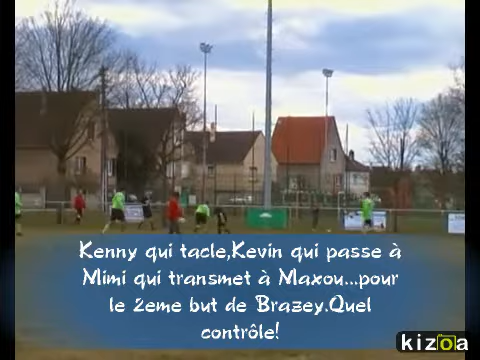 Kenny qui tacle,Kevin qui passe à
Mimi qui transmet à Maxou...pour
le 2eme but de Brazey.Quel
contrôle!
kizoa